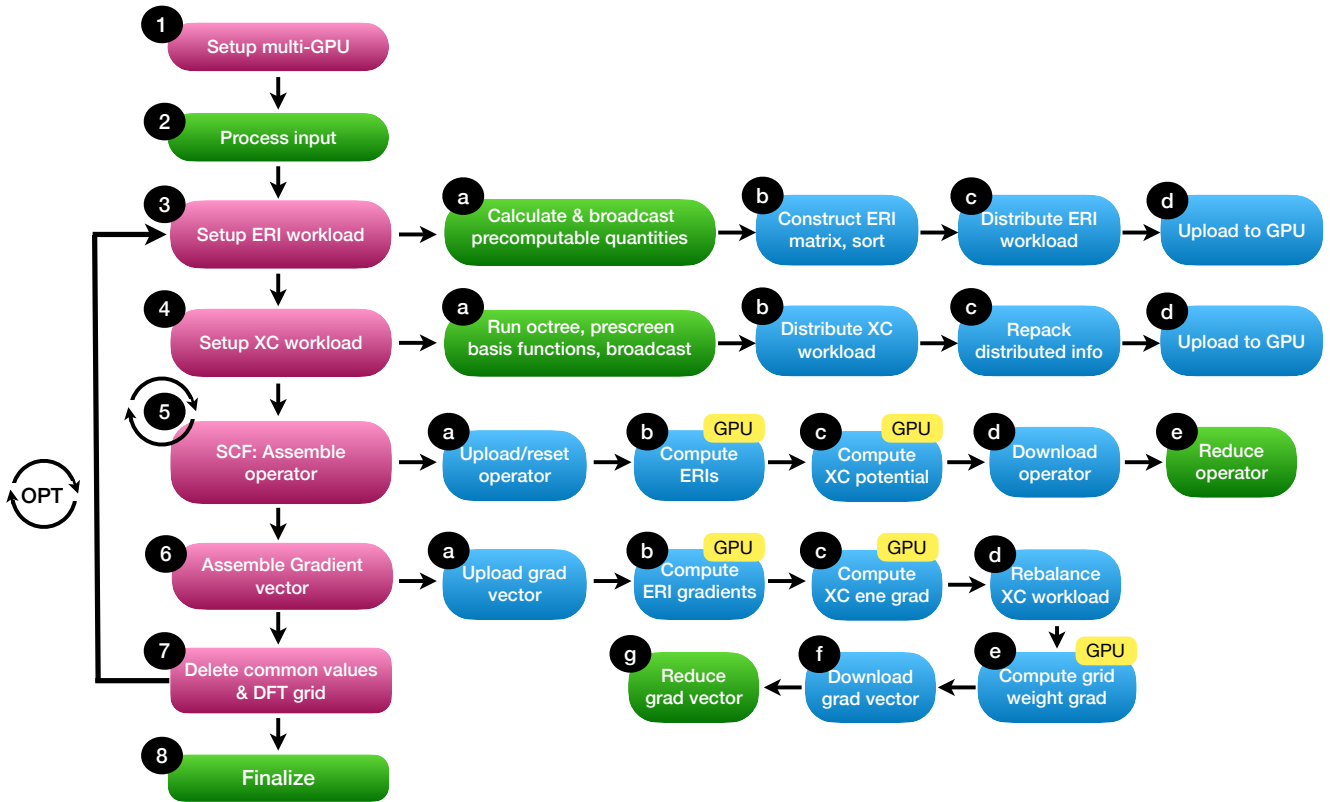 1
Setup multi-GPU
2
Process input
3
Setup ERI workload
a
Calculate & broadcast
precomputable quantities
b
Construct ERI
matrix, sort
c
Distribute ERI
workload
d
Upload to GPU
4
Setup XC workload
a
Run octree, prescreen
basis functions, broadcast
b
Distribute XC
workload
c
Repack
distributed info
d
Upload to GPU
5
SCF: Assemble
operator
a
Upload/reset
operator
b
GPU
Compute
ERIs
c
GPU
Compute
XC potential
d
Download
operator
e
Reduce
operator
OPT
6
Assemble Gradient
vector
a
Upload grad
vector
b
GPU
Compute
ERI gradients
c
GPU
Compute
XC ene grad
d
Rebalance
XC workload
e
GPU
Compute grid
weight grad
f
Download
grad vector
g
Reduce
grad vector
7
Delete common values
& DFT grid
8
Finalize